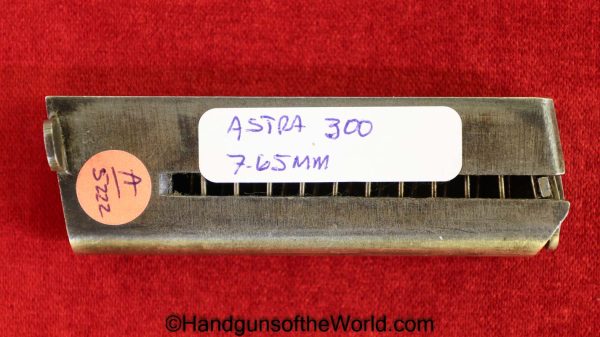 ASTRA 300
7.65MM
A
5222
©HandgunsoftheWorld.com